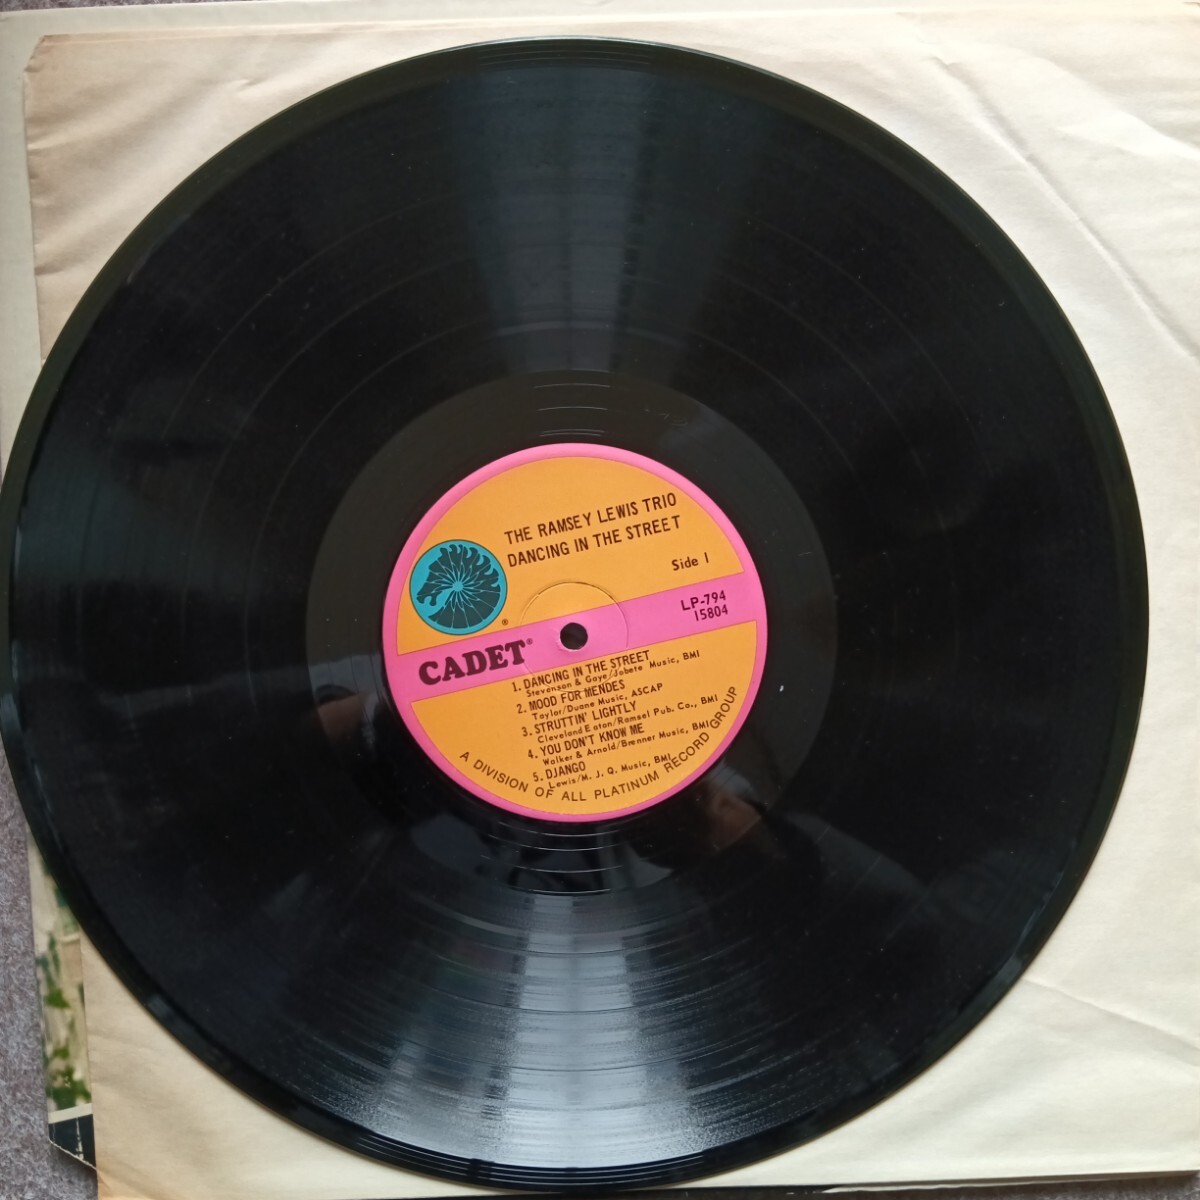 THE RAMSEY LEWIS TRIO
DANCING IN THE STREET
Side 1
LP-794
15804
®
CADET®
1. DANCING IN THE STREET
Stevenson & Gaye/Jobete Music, BMI
2. MOOD FOR MENDES
Taylor/Duane Music, ASCAP
3. STRUTTIN' LIGHTLY
Cleveland Eaton/Ramsel Pub. Co., BMI
4. YOU DON'T KNOW ME
Walker & Arnold/Brenner Music, BMI
5. DJANGO
Lewis/M. J. Q. Music, BMI
A DIVISION OF ALL PLATINUM RECORD GROUP